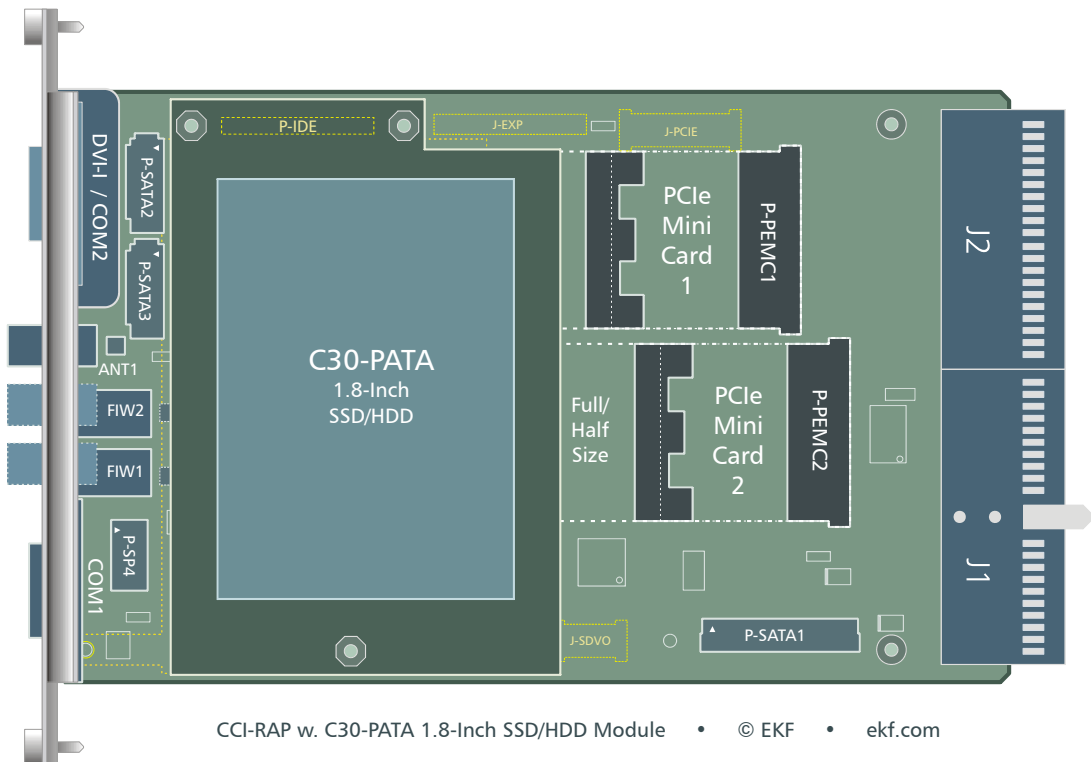 P-IDE
J-EXP
J-PCIE
DVI-I / COM2
P-SATA2
P-SATA3
ANT1
FIW2
FIW1
P-SP4
COM1
C30-PATA
1.8-Inch
SSD/HDD
PCIe
Mini
Card
1
P-PEMC1
Full/
Half
Size
PCIe
Mini
Card
2
P-PEMC2
J2
J1
J-SDVO
P-SATA1
CCI-RAP w. C30-PATA 1.8-Inch SSD/HDD Module • © EKF • ekf.com